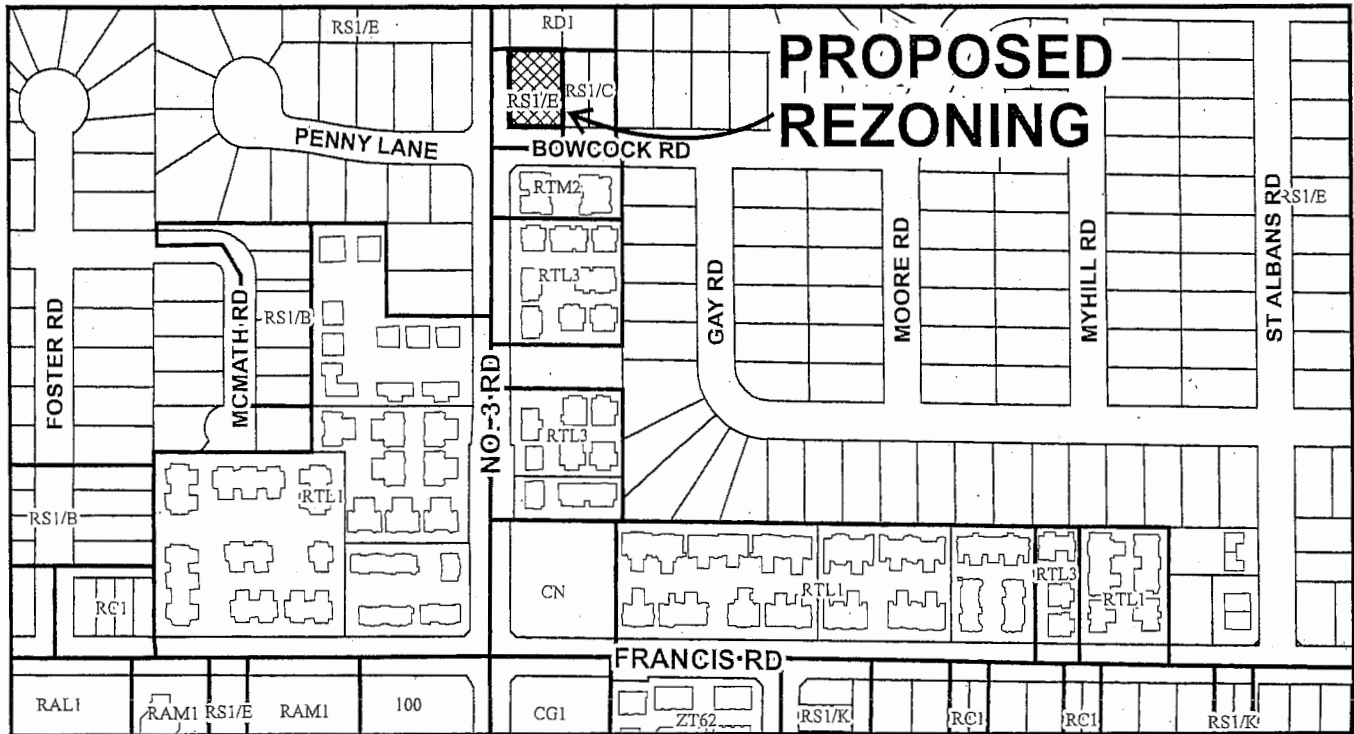 RS1/E
RD1
PROPOSED
REZONING
RS1/E
RS1/C
PENNY LANE
BOWCOCK RD
RTM2
RS1/E
RTL3
FOSTER RD
MCMATH RD
RS1/B
NO 3 RD
GAY RD
MOORE RD
MYHILL RD
ST ALBANS RD
RTL3
RTL1
RS1/B
RC1
CN
RTL1
RTL3
RTL1
FRANCIS RD
RAL1
RAM1
RS1/E
RAM1
100
CG1
ZT62
RS1/K
RC1
RC1
RS1/K